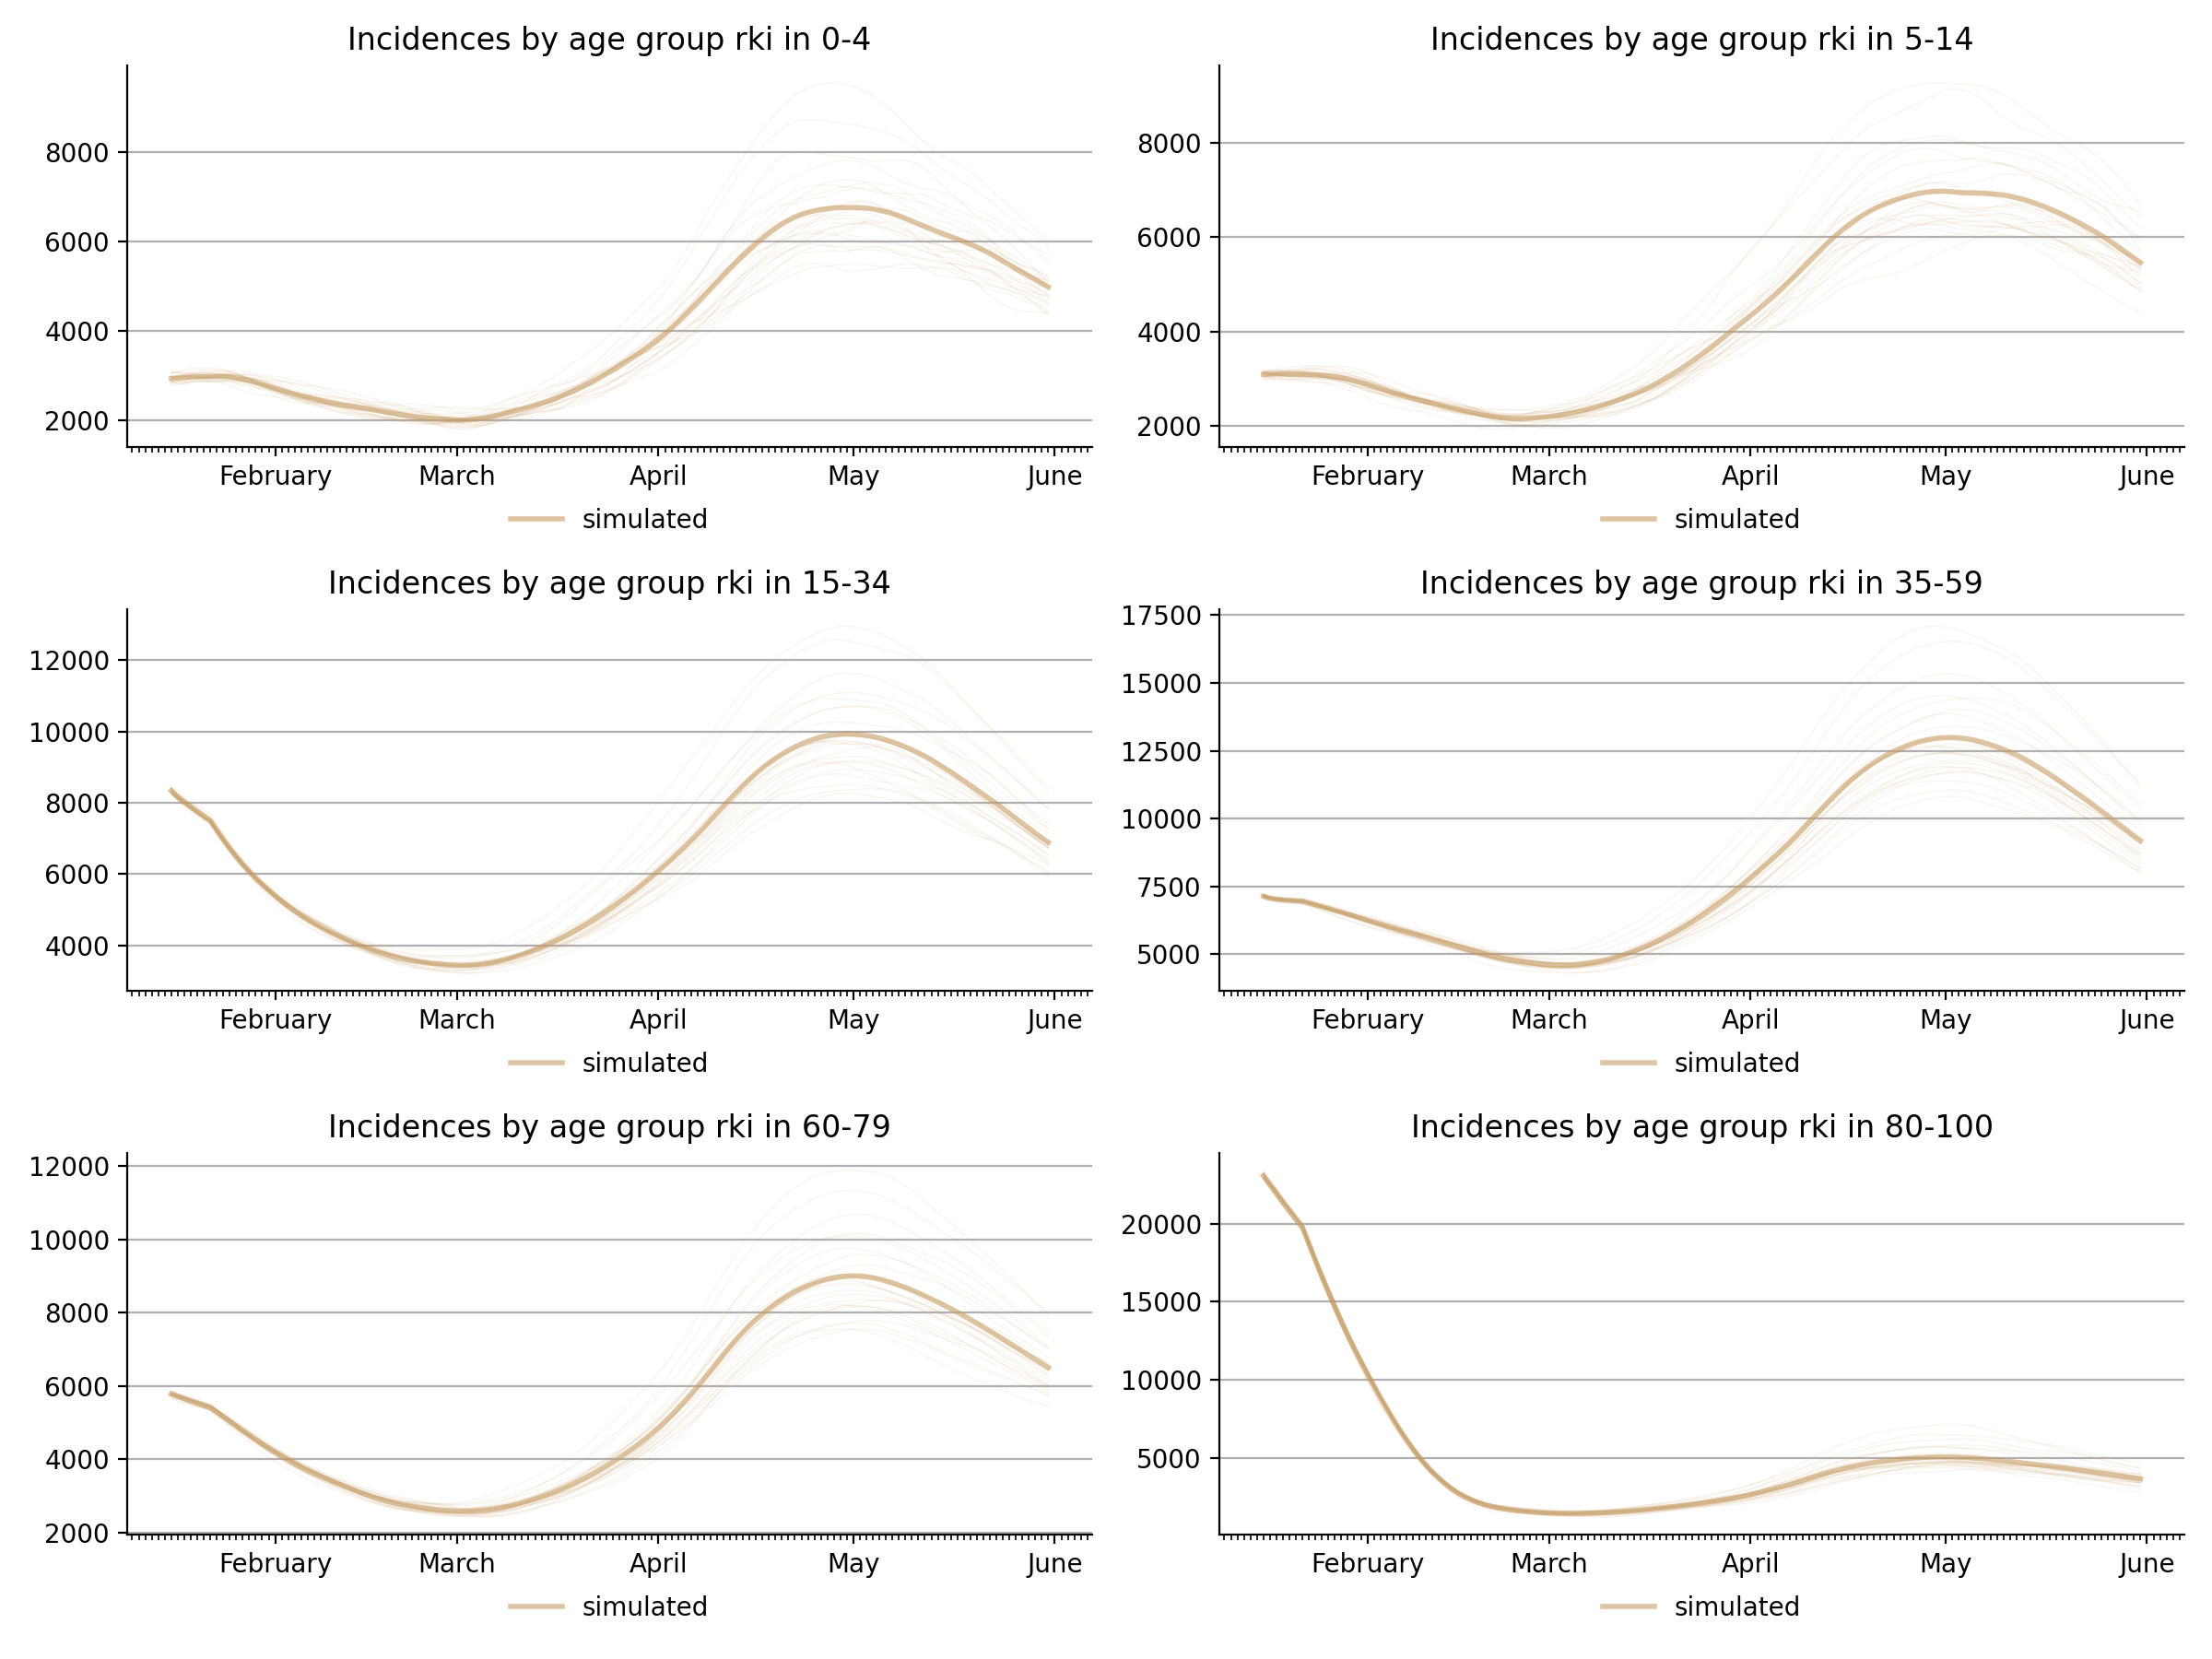 Incidences by age group rki in 0-4
8000
6000
4000
2000
February March April May June
simulated
Incidences by age group rki in 5-14
8000
6000
4000
2000
February March April May June
simulated
Incidences by age group rki in 15-34
12000
10000
8000
6000
4000
February March April May June
simulated
Incidences by age group rki in 35-59
17500
15000
12500
10000
7500
5000
February March April May June
simulated
Incidences by age group rki in 60-79
12000
10000
8000
6000
4000
2000
February March April May June
simulated
Incidences by age group rki in 80-100
20000
15000
10000
5000
February March April May June
simulated